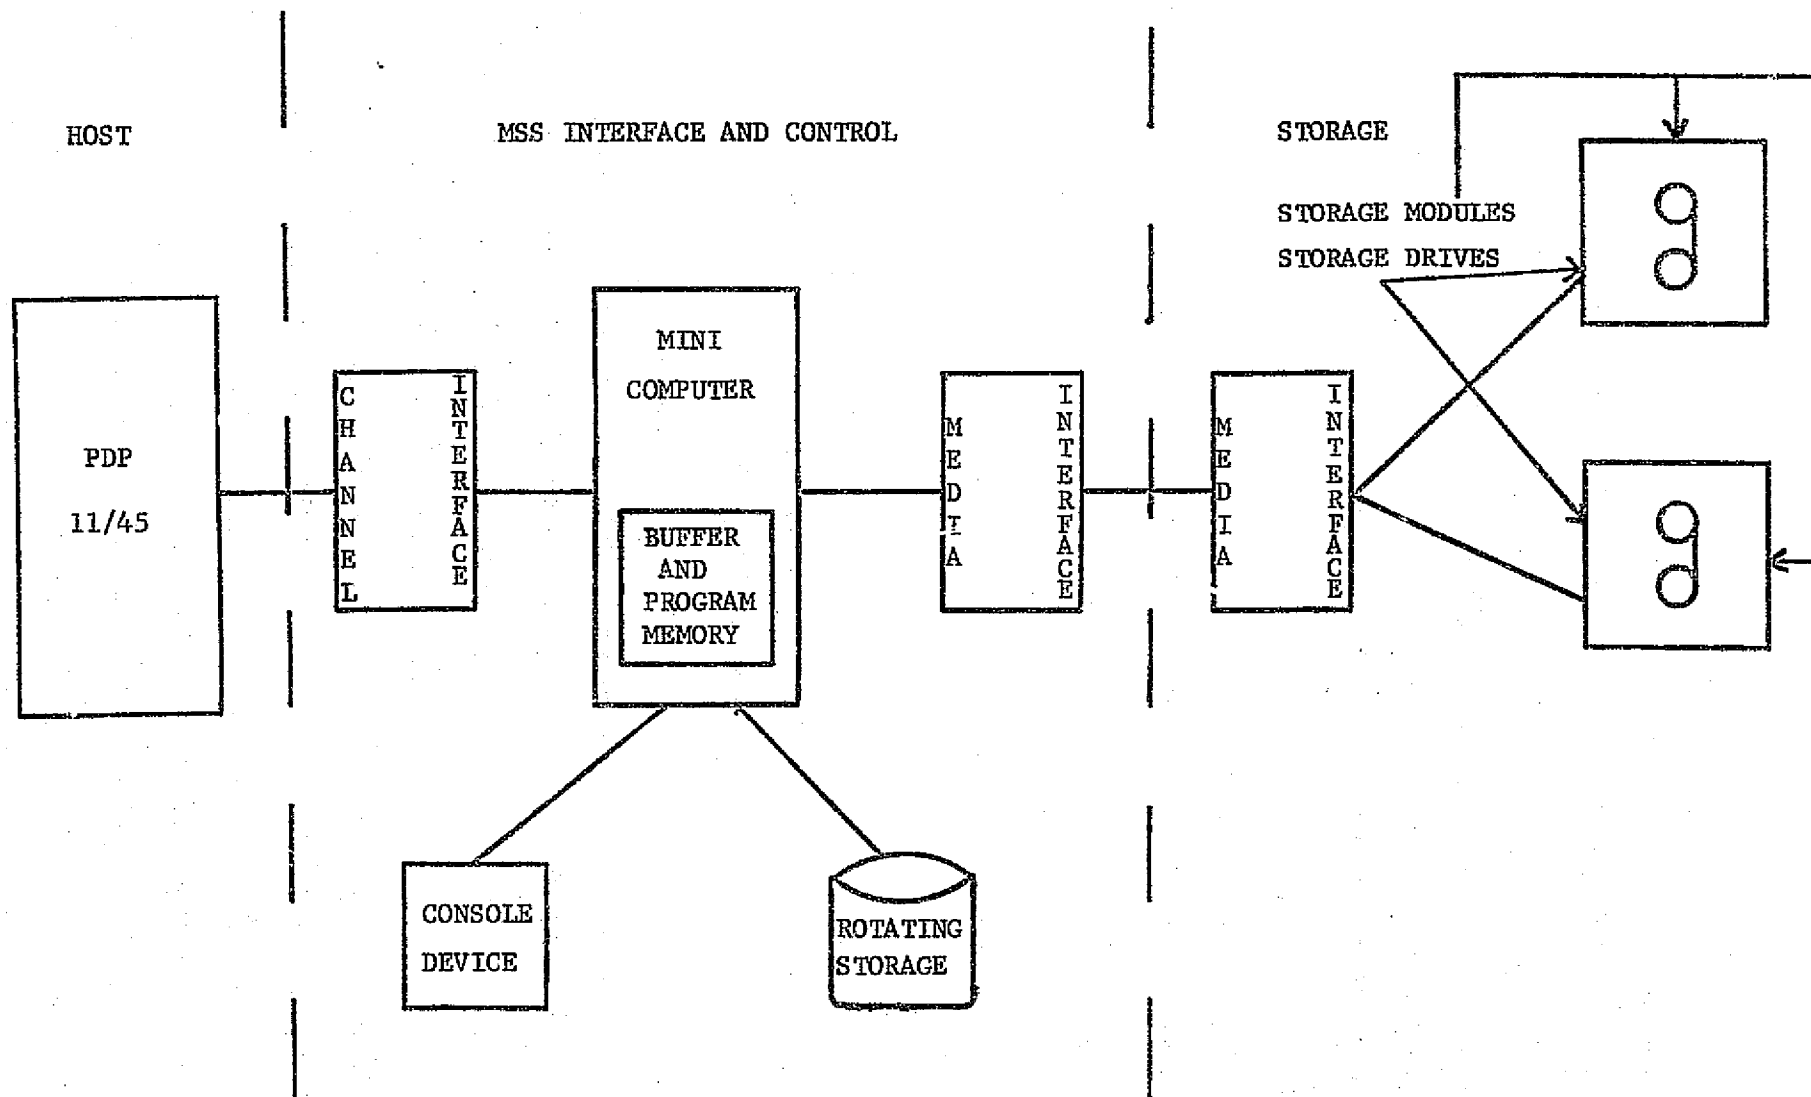 HOST
MSS INTERFACE AND CONTROL
STORAGE
STORAGE MODULES
STORAGE DRIVES
PDP
11/45
CHANNEL
INTERFACE
MINI
COMPUTER
BUFFER
AND
PROGRAM
MEMORY
MEDIA
INTERFACE
MEDIA
INTERFACE
CONSOLE
DEVICE
ROTATING
STORAGE